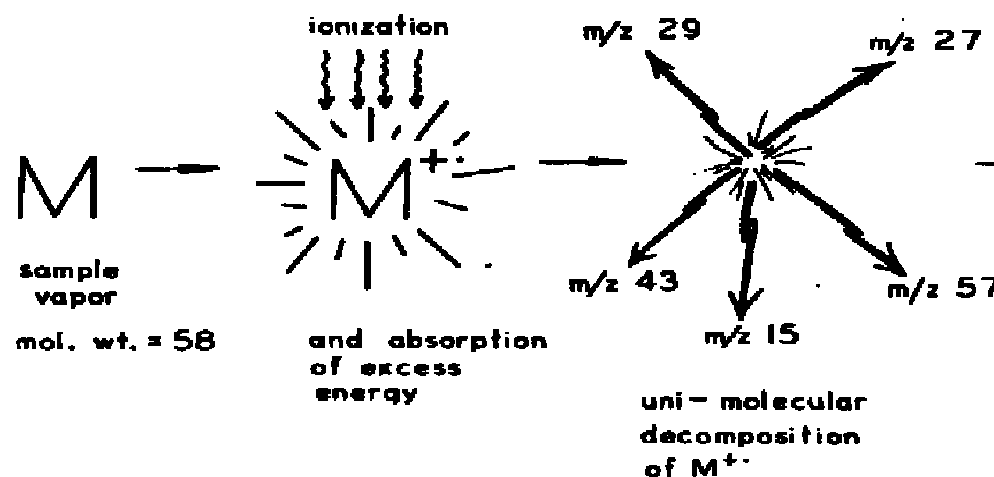 ionization
M
sample
vapor
mol. wt. = 58
M+·
and absorption
of excess
energy
m/z 29
m/z 27
m/z 43
m/z 15
m/z 57
uni-molecular
decomposition
of M+·